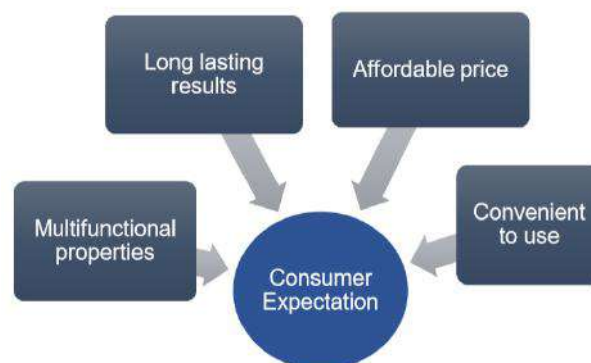 Long lasting
results
Affordable price
Multifunctional
properties
Convenient
to use
Consumer
Expectation